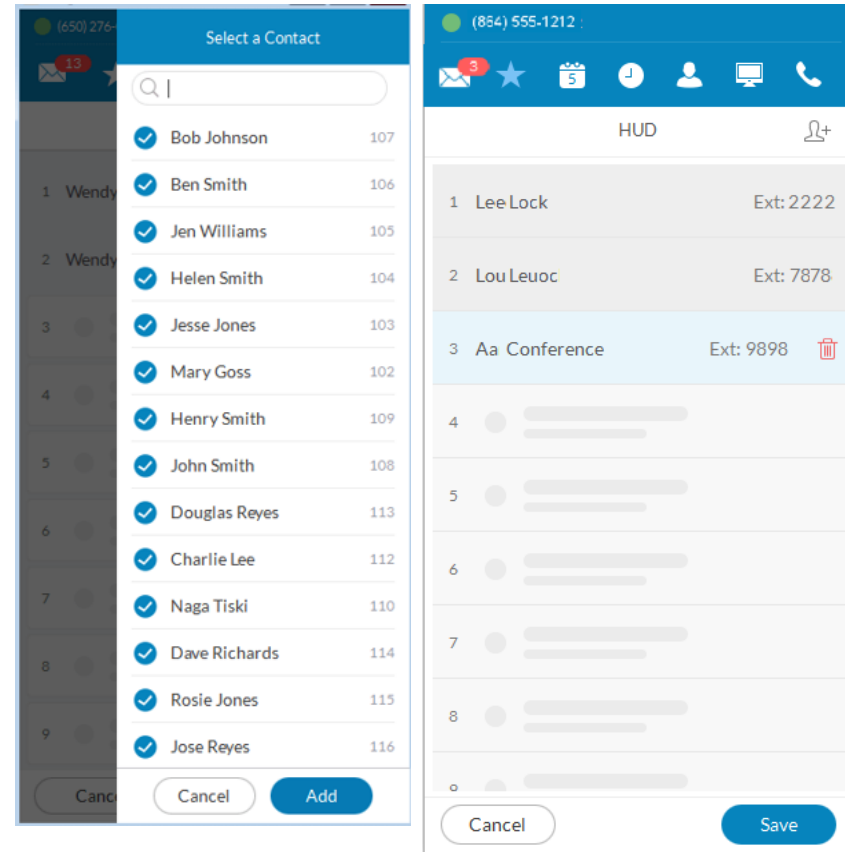 (650) 276-
13
Select a Contact
Bob Johnson 107
Ben Smith 106
Jen Williams 105
Helen Smith 104
Jesse Jones 103
Mary Goss 102
Henry Smith 109
John Smith 108
Douglas Reyes 113
Charlie Lee 112
Naga Tiski 110
Dave Richards 114
Rosie Jones 115
Jose Reyes 116
Cancel Add
1 Wendy
2 Wendy
3
4
5
6
7
8
9
Canc
(864) 555-1212 :
3
5
HUD
1 Lee Lock Ext: 2222
2 Lou Leuoc Ext: 7878
3 Aa Conference Ext: 9898
4
5
6
7
8
9
Cancel Save